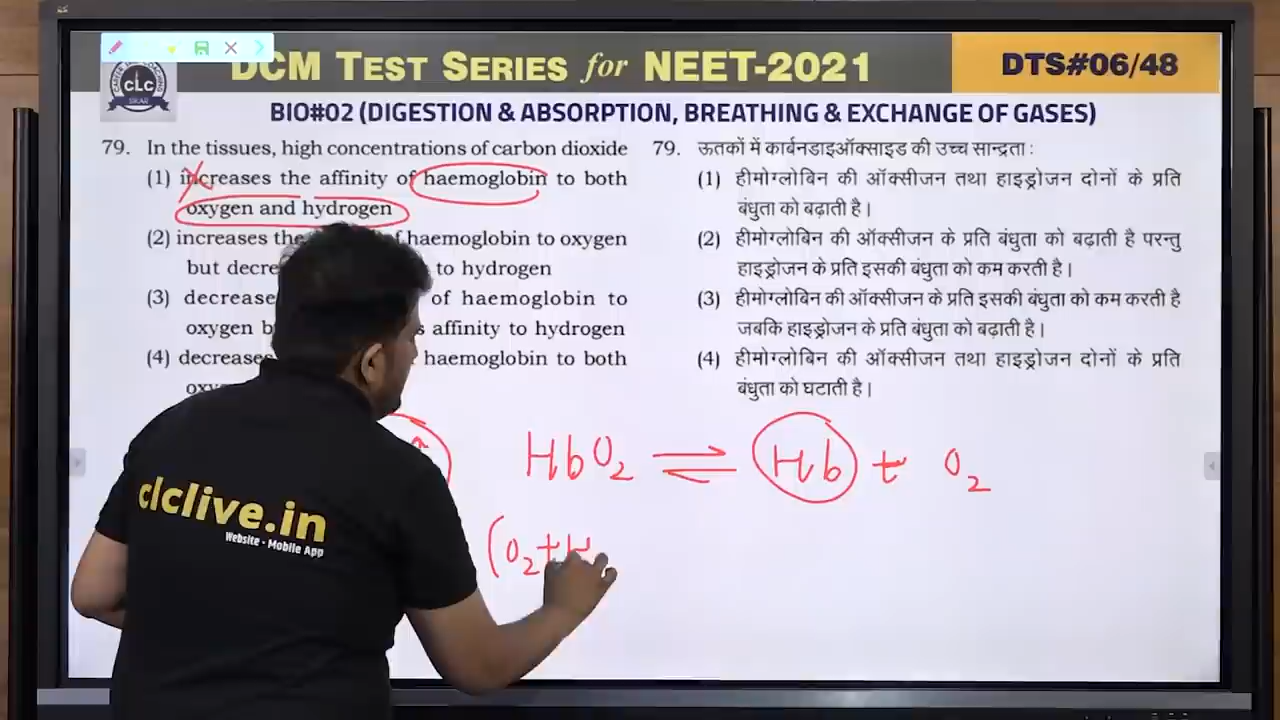 DCM TEST SERIES for NEET-2021
DTS#06/48
CLC
SIKAR
BIO#02 (DIGESTION & ABSORPTION, BREATHING & EXCHANGE OF GASES)
79. In the tissues, high concentrations of carbon dioxide
(1) increases the affinity of haemoglobin to both
oxygen and hydrogen
(2) increases the f haemoglobin to oxygen
but decre to hydrogen
(3) decrease of haemoglobin to
oxygen b s affinity to hydrogen
(4) decreases haemoglobin to both
oxy
79. ऊतकों में कार्बनडाइऑक्साइड की उच्च सान्द्रता :
(1) हीमोग्लोबिन की ऑक्सीजन तथा हाइड्रोजन दोनों के प्रति
बंधुता को बढ़ाती है।
(2) हीमोग्लोबिन की ऑक्सीजन के प्रति बंधुता को बढ़ाती है परन्तु
हाइड्रोजन के प्रति इसकी बंधुता को कम करती है।
(3) हीमोग्लोबिन की ऑक्सीजन के प्रति इसकी बंधुता को कम करती है
जबकि हाइड्रोजन के प्रति बंधुता को बढ़ाती है।
(4) हीमोग्लोबिन की ऑक्सीजन तथा हाइड्रोजन दोनों के प्रति
बंधुता को घटाती है।
HbO₂ ⇌ Hb + O₂
(O₂ +
clclive.in
Website - Mobile App